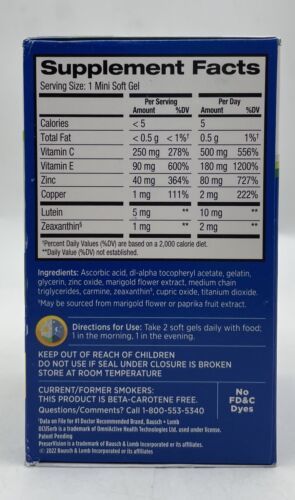 Supplement Facts
Serving Size: 1 Mini Soft Gel
Per Serving Per Day
Amount %DV Amount %DV
Calories < 5 < 5
Total Fat < 0.5 g < 1%† 0.5 g 1%†
Vitamin C 250 mg 278% 500 mg 556%
Vitamin E 90 mg 600% 180 mg 1200%
Zinc 40 mg 364% 80 mg 727%
Copper 1 mg 111% 2 mg 222%
Lutein 5 mg ** 10 mg **
Zeaxanthin§ 1 mg ** 2 mg **
†Percent Daily Values (%DV) are based on a 2,000 calorie diet.
**Daily Value (%DV) not established.
Ingredients: Ascorbic acid, dl-alpha tocopheryl acetate, gelatin,
glycerin, zinc oxide, marigold flower extract, medium chain
triglycerides, carmine, zeaxanthin§, cupric oxide, titanium dioxide.
§May be sourced from marigold flower or paprika fruit extract.
Directions for Use: Take 2 soft gels daily with food;
1 in the morning, 1 in the evening.
KEEP OUT OF REACH OF CHILDREN
DO NOT USE IF SEAL UNDER CLOSURE IS BROKEN
STORE AT ROOM TEMPERATURE
CURRENT/FORMER SMOKERS:
THIS PRODUCT IS BETA-CAROTENE FREE.
Questions/Comments? Call 1-800-553-5340
No
FD&C
Dyes
¹Data on File for #1 Doctor Recommended Brand, Bausch + Lomb
OCUSorb is a trademark of OmniActive Health Technologies Ltd. used under license.
Patent Pending
PreserVision is a trademark of Bausch & Lomb Incorporated or its affiliates
© 2022 Bausch & Lomb Incorporated or its affiliates